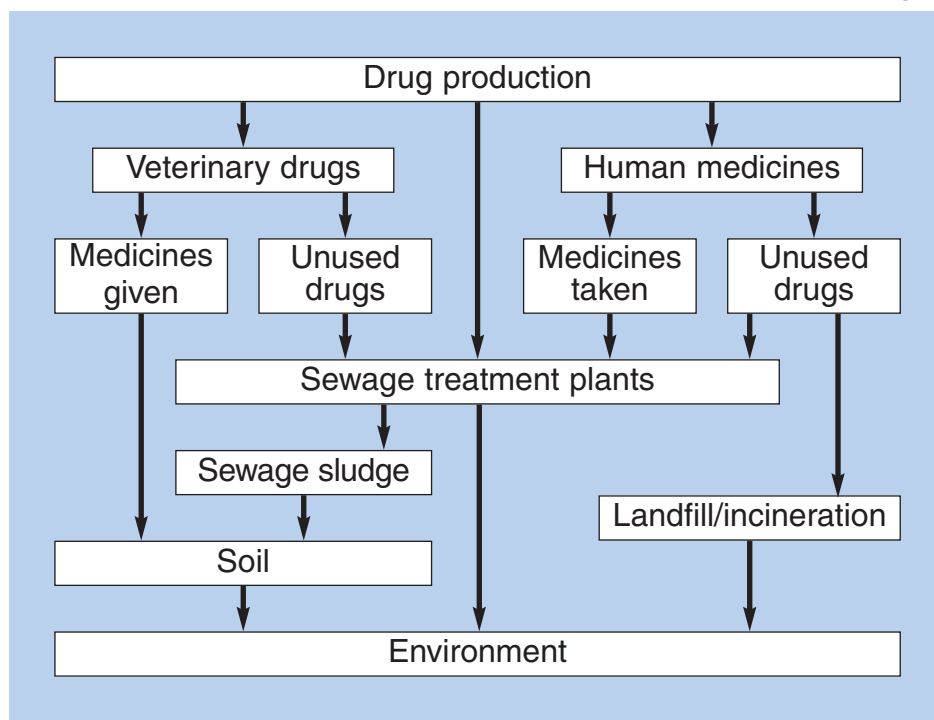 Drug production
Veterinary drugs
Human medicines
Medicines
given
Unused
drugs
Medicines
taken
Unused
drugs
Sewage treatment plants
Sewage sludge
Landfill/incineration
Soil
Environment